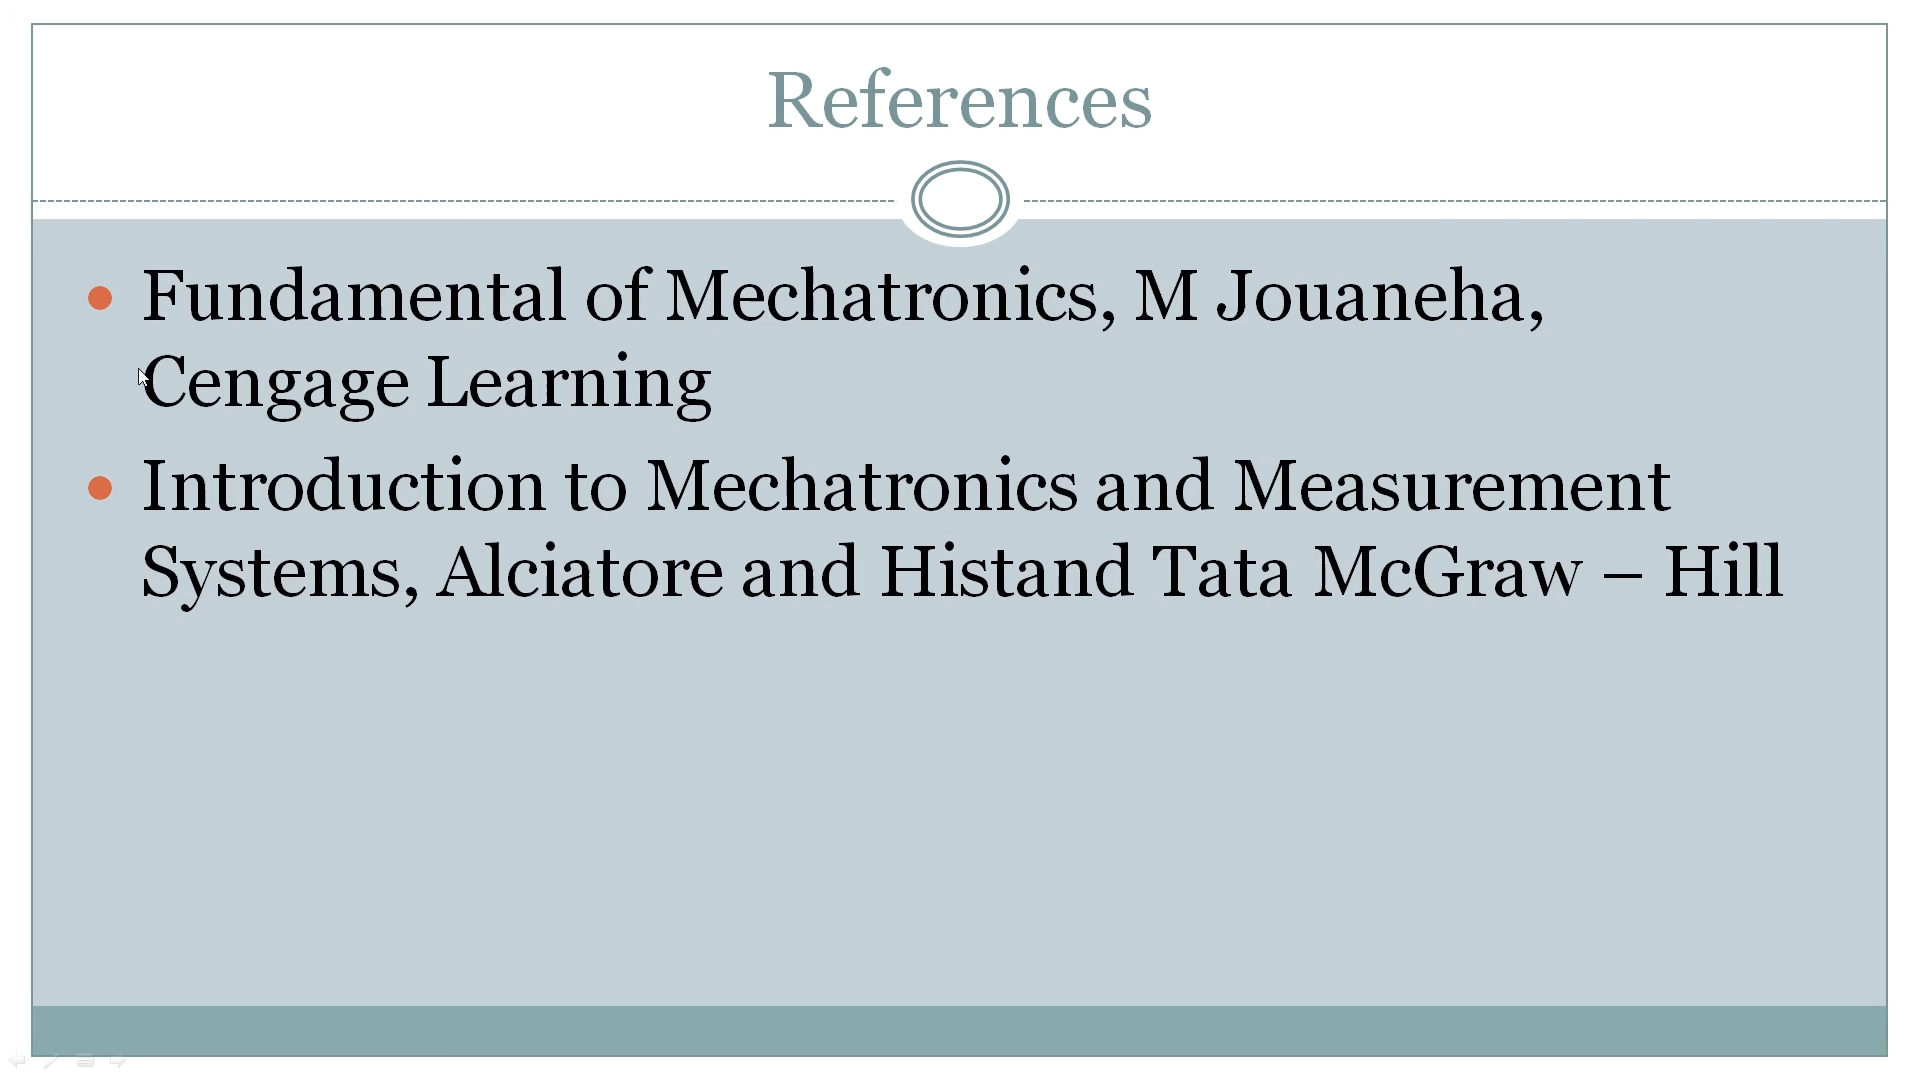 References
• Fundamental of Mechatronics, M Jouaneha,
Cengage Learning
• Introduction to Mechatronics and Measurement
Systems, Alciatore and Histand Tata McGraw – Hill